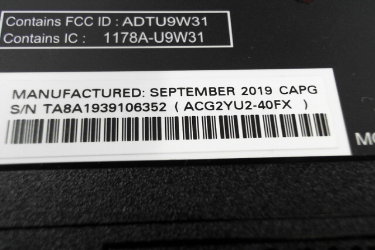 Contains FCC ID : ADTU9W31
Contains IC : 1178A-U9W31
MANUFACTURED: SEPTEMBER 2019 CAPG
S/N TA8A1939106352 ( ACG2YU2-40FX )